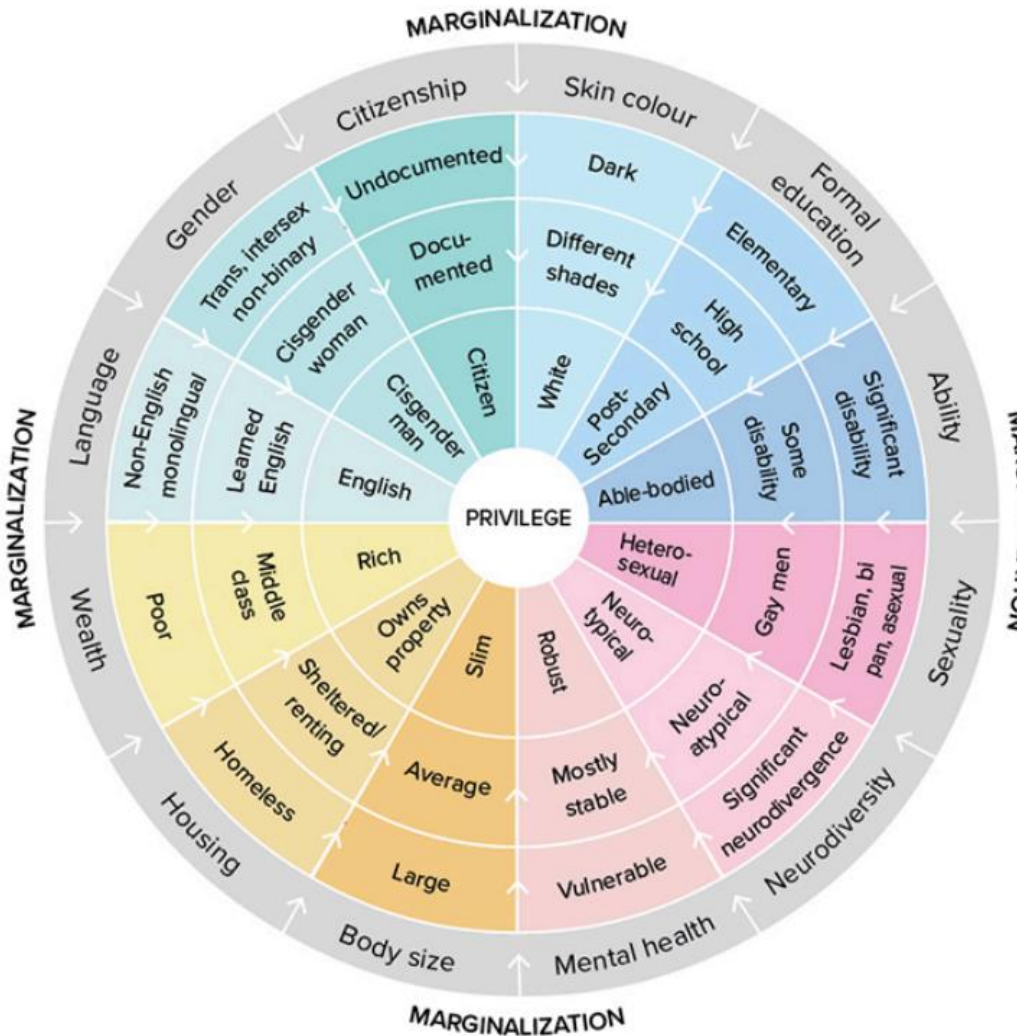 MARGINALIZATION
Citizenship
Undocumented
Docu-
mented
Citizen
Skin colour
Dark
Different
shades
White
Formal
education
Elementary
High
school
Post-
Secondary
Ability
Significant
disability
Some
disability
Able-bodied
Sexuality
Lesbian, bi
pan, asexual
Gay men
Hetero-
sexual
Neurodiversity
Significant
neurodivergence
Neuro-
atypical
Neuro-
typical
Mental health
Vulnerable
Mostly
stable
Robust
Body size
Large
Average
Slim
Housing
Homeless
Sheltered/
renting
Owns
property
Wealth
Poor
Middle
class
Rich
Language
Non-English
monolingual
Learned
English
English
Gender
Trans, intersex
non-binary
Cisgender
woman
Cisgender
man
PRIVILEGE
MARGINALIZATION
MARGINALIZATION